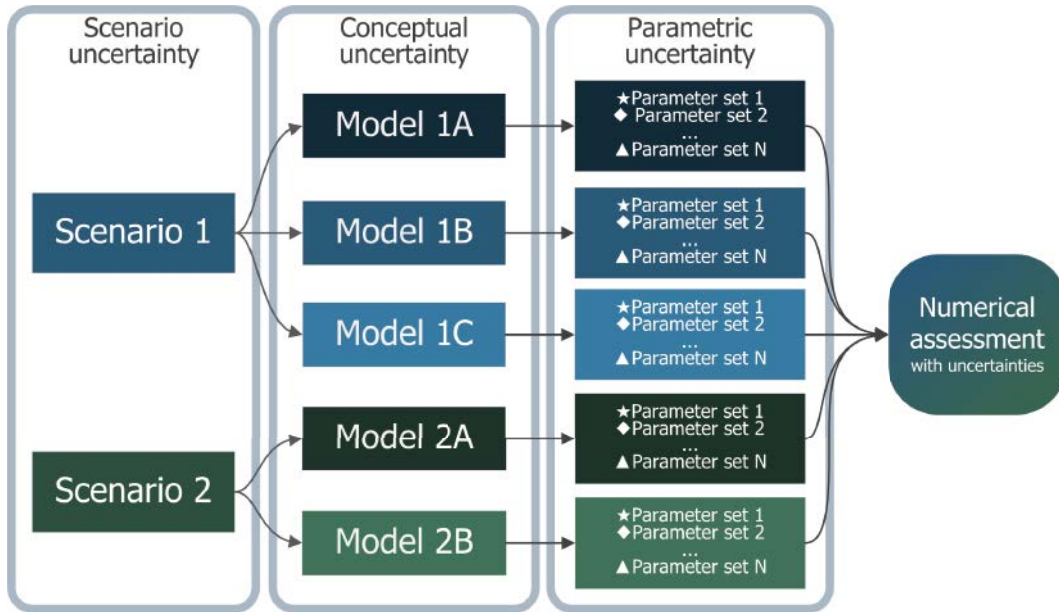 Scenario
uncertainty
Conceptual
uncertainty
Parametric
uncertainty
Scenario 1
Scenario 2
Model 1A
Model 1B
Model 1C
Model 2A
Model 2B
★Parameter set 1
◆ Parameter set 2
...
▲Parameter set N
★Parameter set 1
◆Parameter set 2
...
▲Parameter set N
★Parameter set 1
◆Parameter set 2
...
▲Parameter set N
★Parameter set 1
◆Parameter set 2
...
▲Parameter set N
★Parameter set 1
◆Parameter set 2
...
▲Parameter set N
Numerical
assessment
with uncertainties